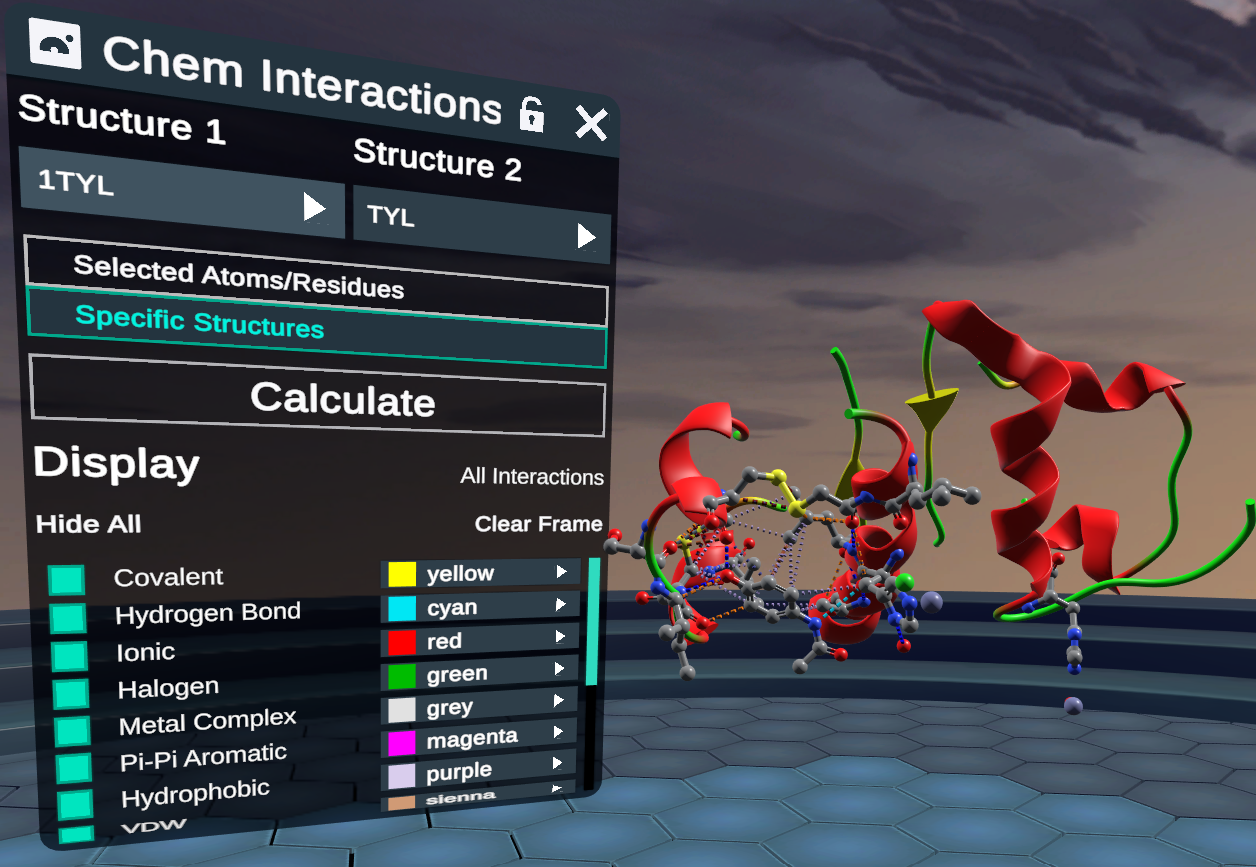 Chem Interactions
Structure 1
Structure 2
1TYL
TYL
Selected Atoms/Residues
Specific Structures
Calculate
Display
All Interactions
Hide All
Clear Frame
Covalent
yellow
Hydrogen Bond
cyan
Ionic
red
Halogen
green
Metal Complex
grey
Pi-Pi Aromatic
magenta
Hydrophobic
purple
VDW
sienna